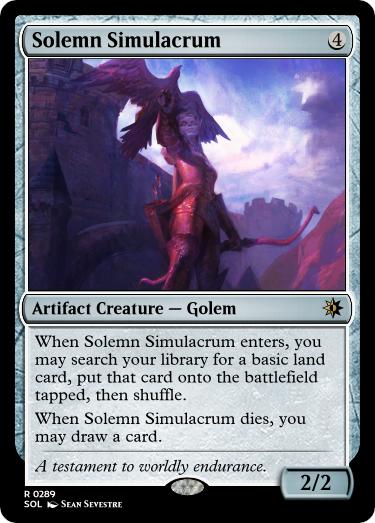 Solemn Simulacrum 4
Artifact Creature — Golem
When Solemn Simulacrum enters, you
may search your library for a basic land
card, put that card onto the battlefield
tapped, then shuffle.
When Solemn Simulacrum dies, you
may draw a card.
A testament to worldly endurance.
2/2
R 0289
SOL Sean Sevestre